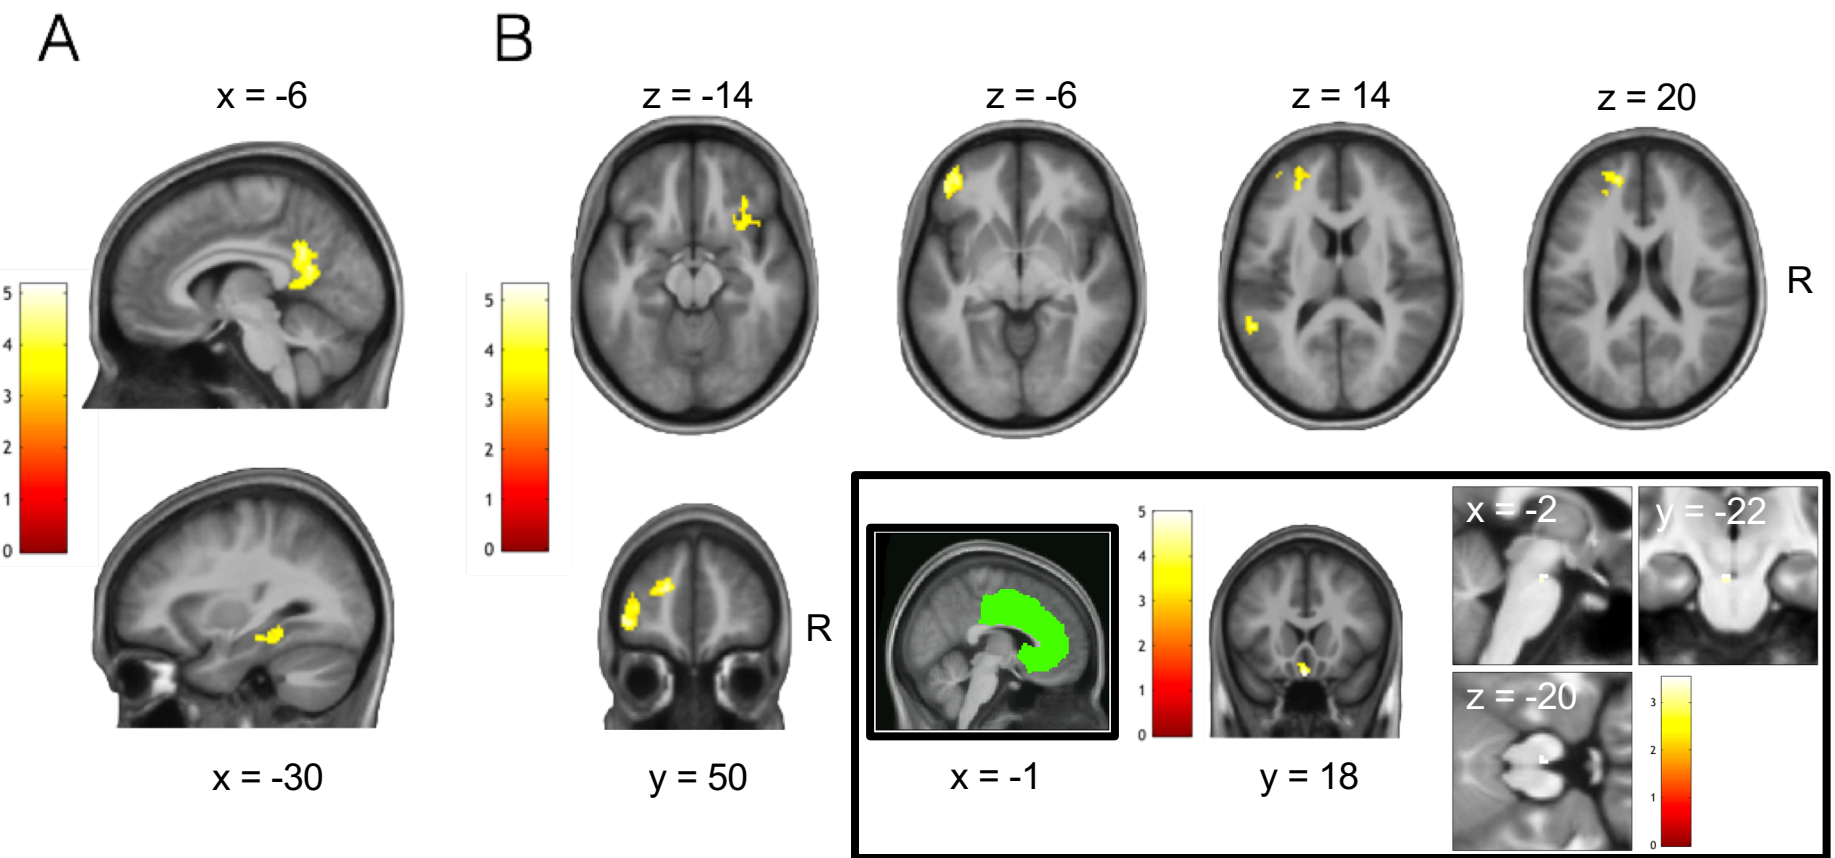 A
B
x = -6
z = -14
z = -6
z = 14
z = 20
R
5
4
3
2
1
0
5
4
3
2
1
0
x = -30
y = 50
R
x = -1
5
4
3
2
1
0
y = 18
x = -2
y = -22
z = -20
3
2
1
0